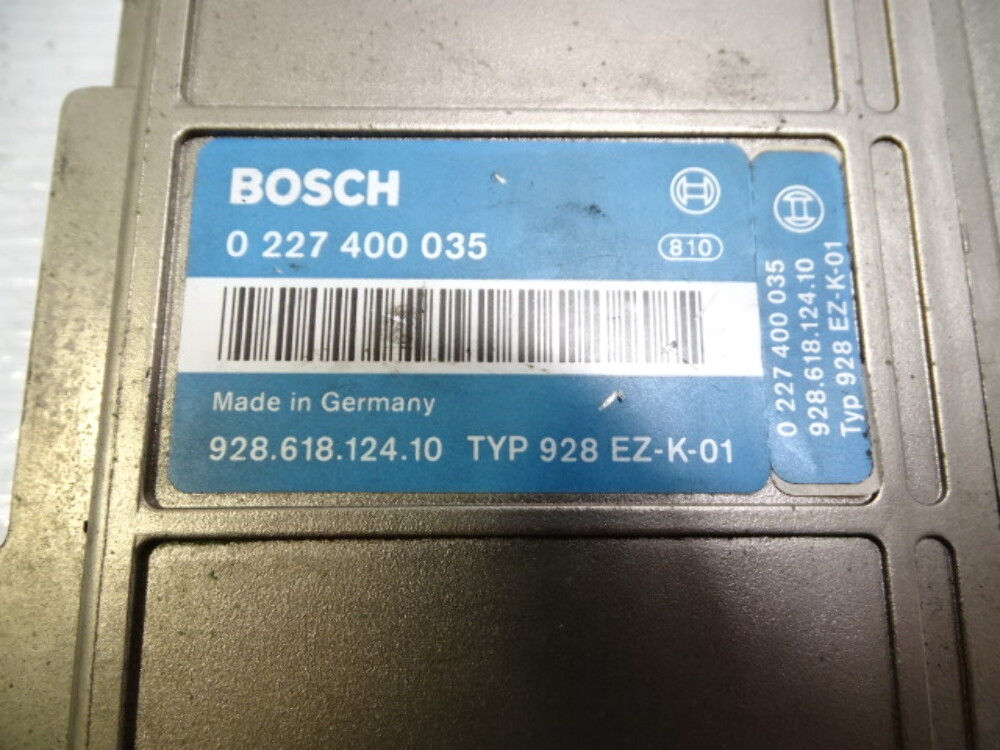 BOSCH
0 227 400 035
810
Made in Germany
928.618.124.10 TYP 928 EZ-K-01
0 227 400 035
928.618.124.10
Typ 928 EZ-K-01